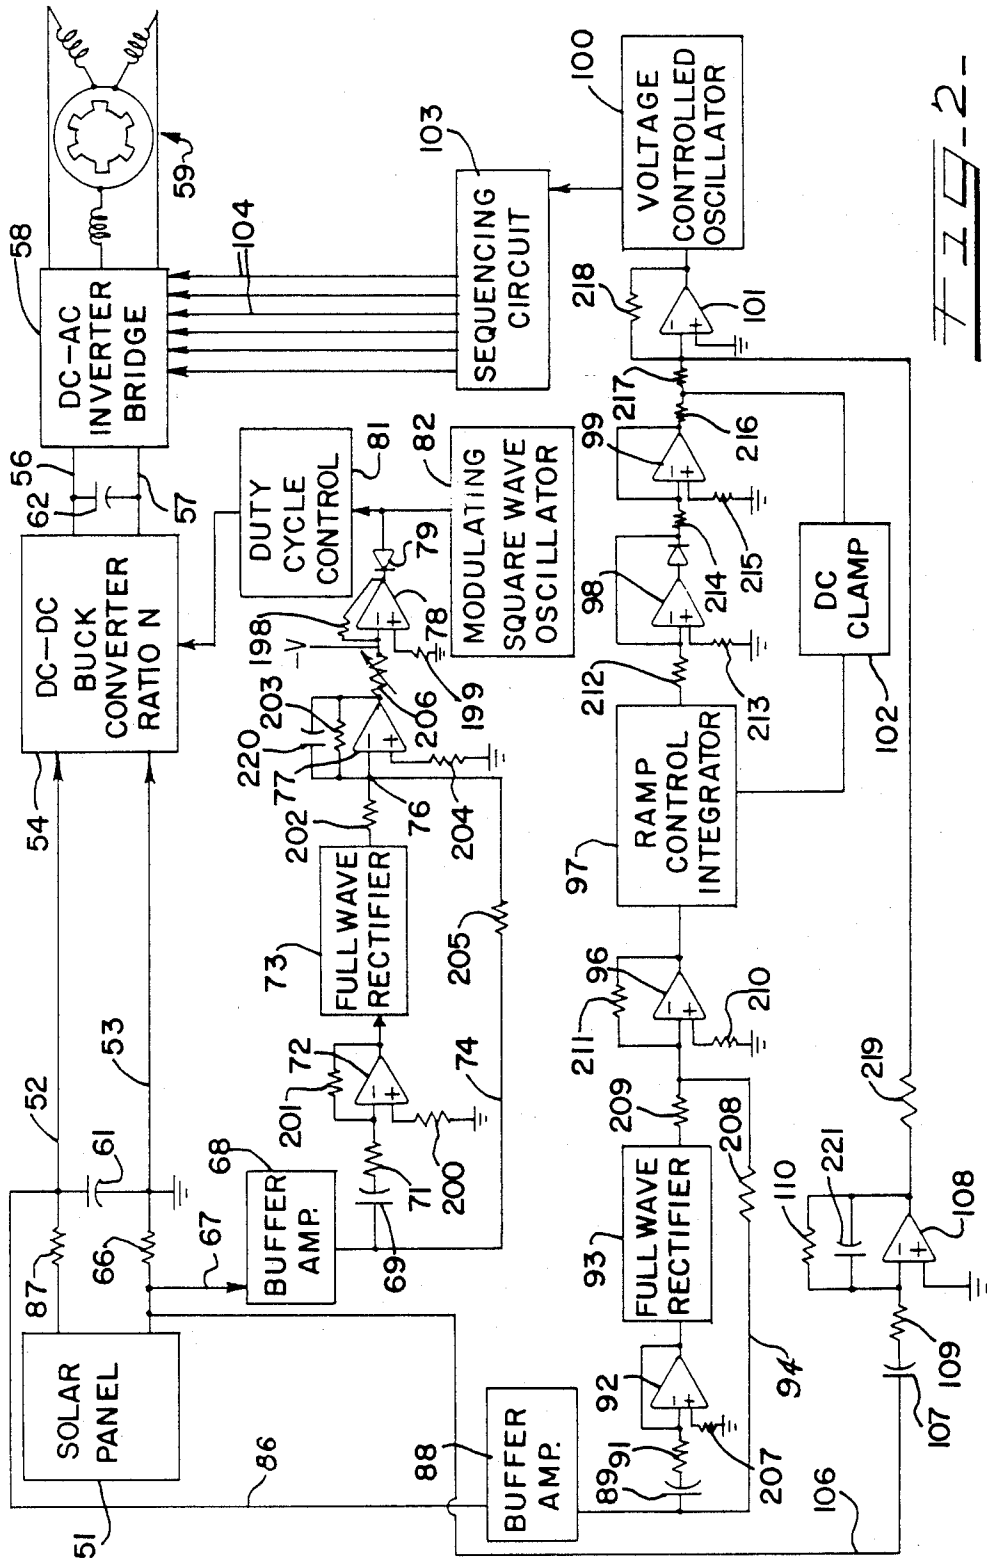 58
DC–AC
INVERTER
BRIDGE
59
56
62
57
54
DC–DC
BUCK
CONVERTER
RATIO N
52
53
87
61
66
67
SOLAR
PANEL
51
86
104
103
SEQUENCING
CIRCUIT
100
VOLTAGE
CONTROLLED
OSCILLATOR
DUTY
CYCLE
CONTROL
81
82
MODULATING
SQUARE WAVE
OSCILLATOR
79
78
198
–V
199
206
203
220
77
–
+
–
+
76
204
202
73
FULLWAVE
RECTIFIER
205
74
72
201
–
+
200
71
69
68
BUFFER
AMP.
218
101
–
+
217
216
99
–
+
215
214
98
–
+
213
212
DC
CLAMP
102
97
RAMP
CONTROL
INTEGRATOR
96
–
+
211
210
209
208
93
FULLWAVE
RECTIFIER
94
92
–
+
207
91
89
88
BUFFER
AMP.
219
110
221
–
+
108
109
107
106
FIG-2-